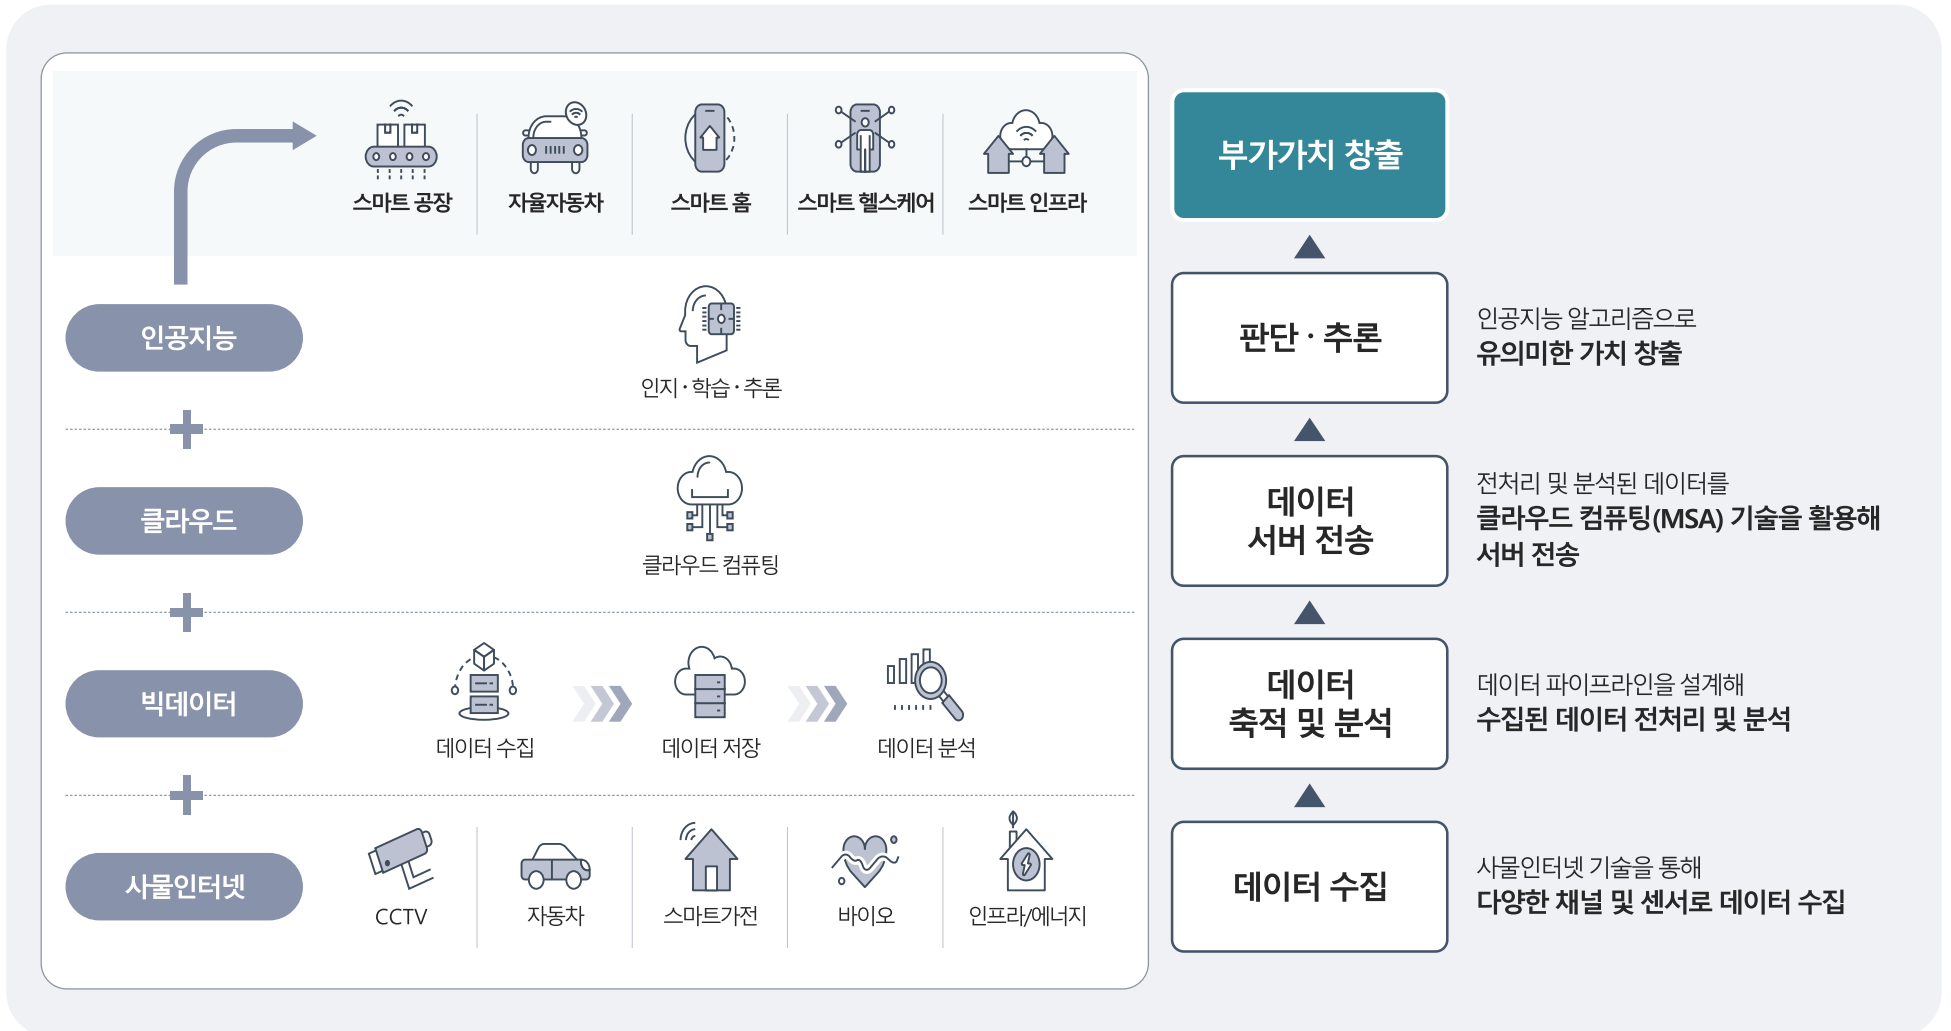 스마트 공장
자율자동차
스마트 홈
스마트 헬스케어
스마트 인프라
인공지능
인지 · 학습 · 추론
클라우드
클라우드 컴퓨팅
빅데이터
데이터 수집
데이터 저장
데이터 분석
사물인터넷
CCTV
자동차
스마트가전
바이오
인프라/에너지
부가가치 창출
판단 · 추론
인공지능 알고리즘으로
유의미한 가치 창출
데이터
서버 전송
전처리 및 분석된 데이터를
클라우드 컴퓨팅(MSA) 기술을 활용해
서버 전송
데이터
축적 및 분석
데이터 파이프라인을 설계해
수집된 데이터 전처리 및 분석
데이터 수집
사물인터넷 기술을 통해
다양한 채널 및 센서로 데이터 수집